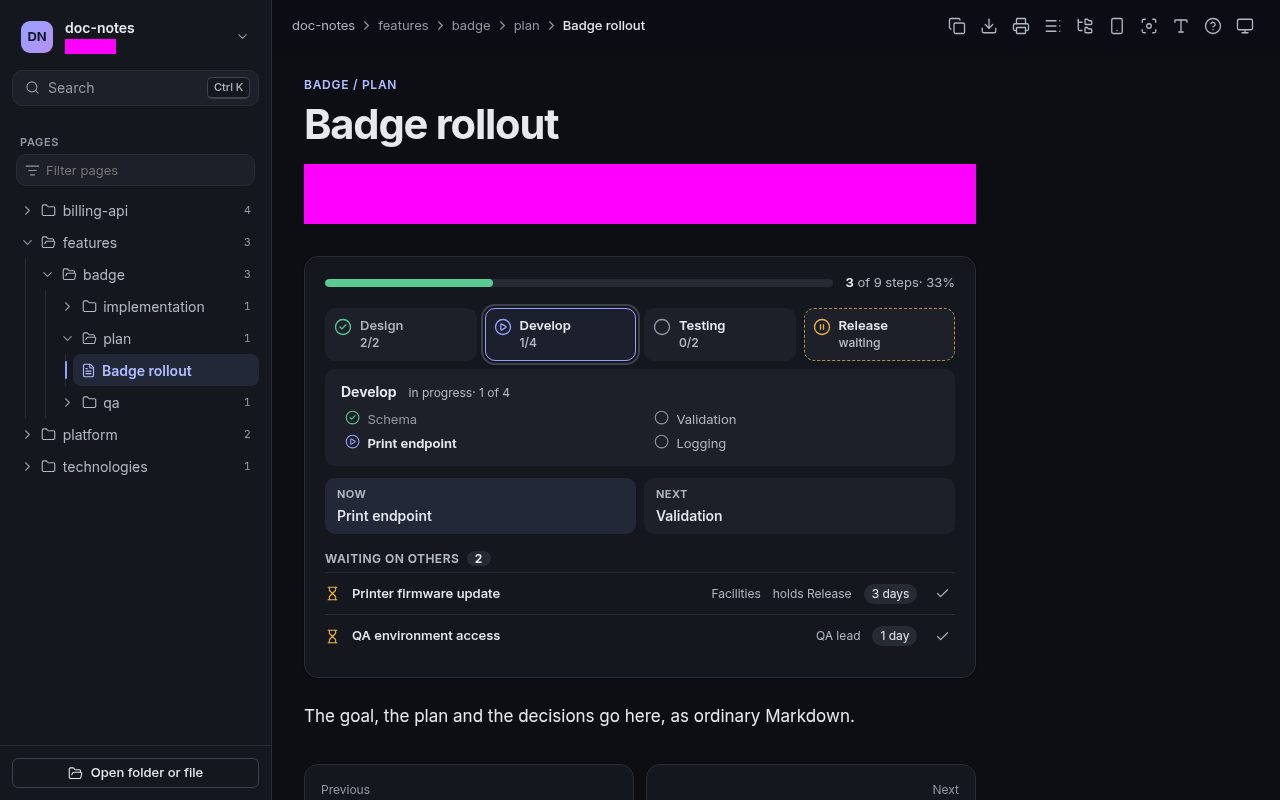 DN
doc-notes
Search
Ctrl K
PAGES
Filter pages
billing-api 4
features 3
badge 3
implementation 1
plan 1
Badge rollout
qa 1
platform 2
technologies 1
Open folder or file
doc-notes features badge plan Badge rollout
BADGE / PLAN
Badge rollout
3 of 9 steps· 33%
Design
2/2
Develop
1/4
Testing
0/2
Release
waiting
Develop in progress· 1 of 4
Schema
Validation
Print endpoint
Logging
NOW
Print endpoint
NEXT
Validation
WAITING ON OTHERS 2
Printer firmware update Facilities holds Release 3 days
QA environment access QA lead 1 day
The goal, the plan and the decisions go here, as ordinary Markdown.
Previous
Next